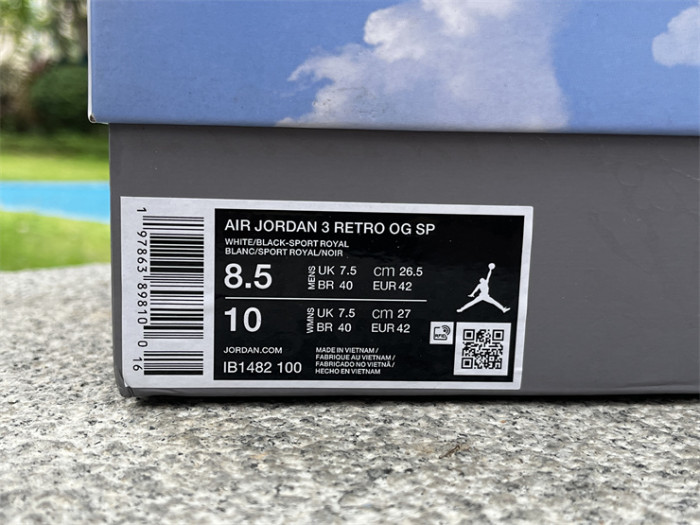 1 97863 89810 0 16
AIR JORDAN 3 RETRO OG SP
WHITE/BLACK-SPORT ROYAL
BLANC/SPORT ROYAL/NOIR
8.5 MENS UK 7.5 cm 26.5
BR 40 EUR 42
10 WMNS UK 7.5 cm 27
BR 40 EUR 42
JORDAN.COM
IB1482 100
MADE IN VIETNAM /
FABRIQUE AU VIETNAM /
FABRICADO NO VIETNÃ /
HECHO EN VIETNAM